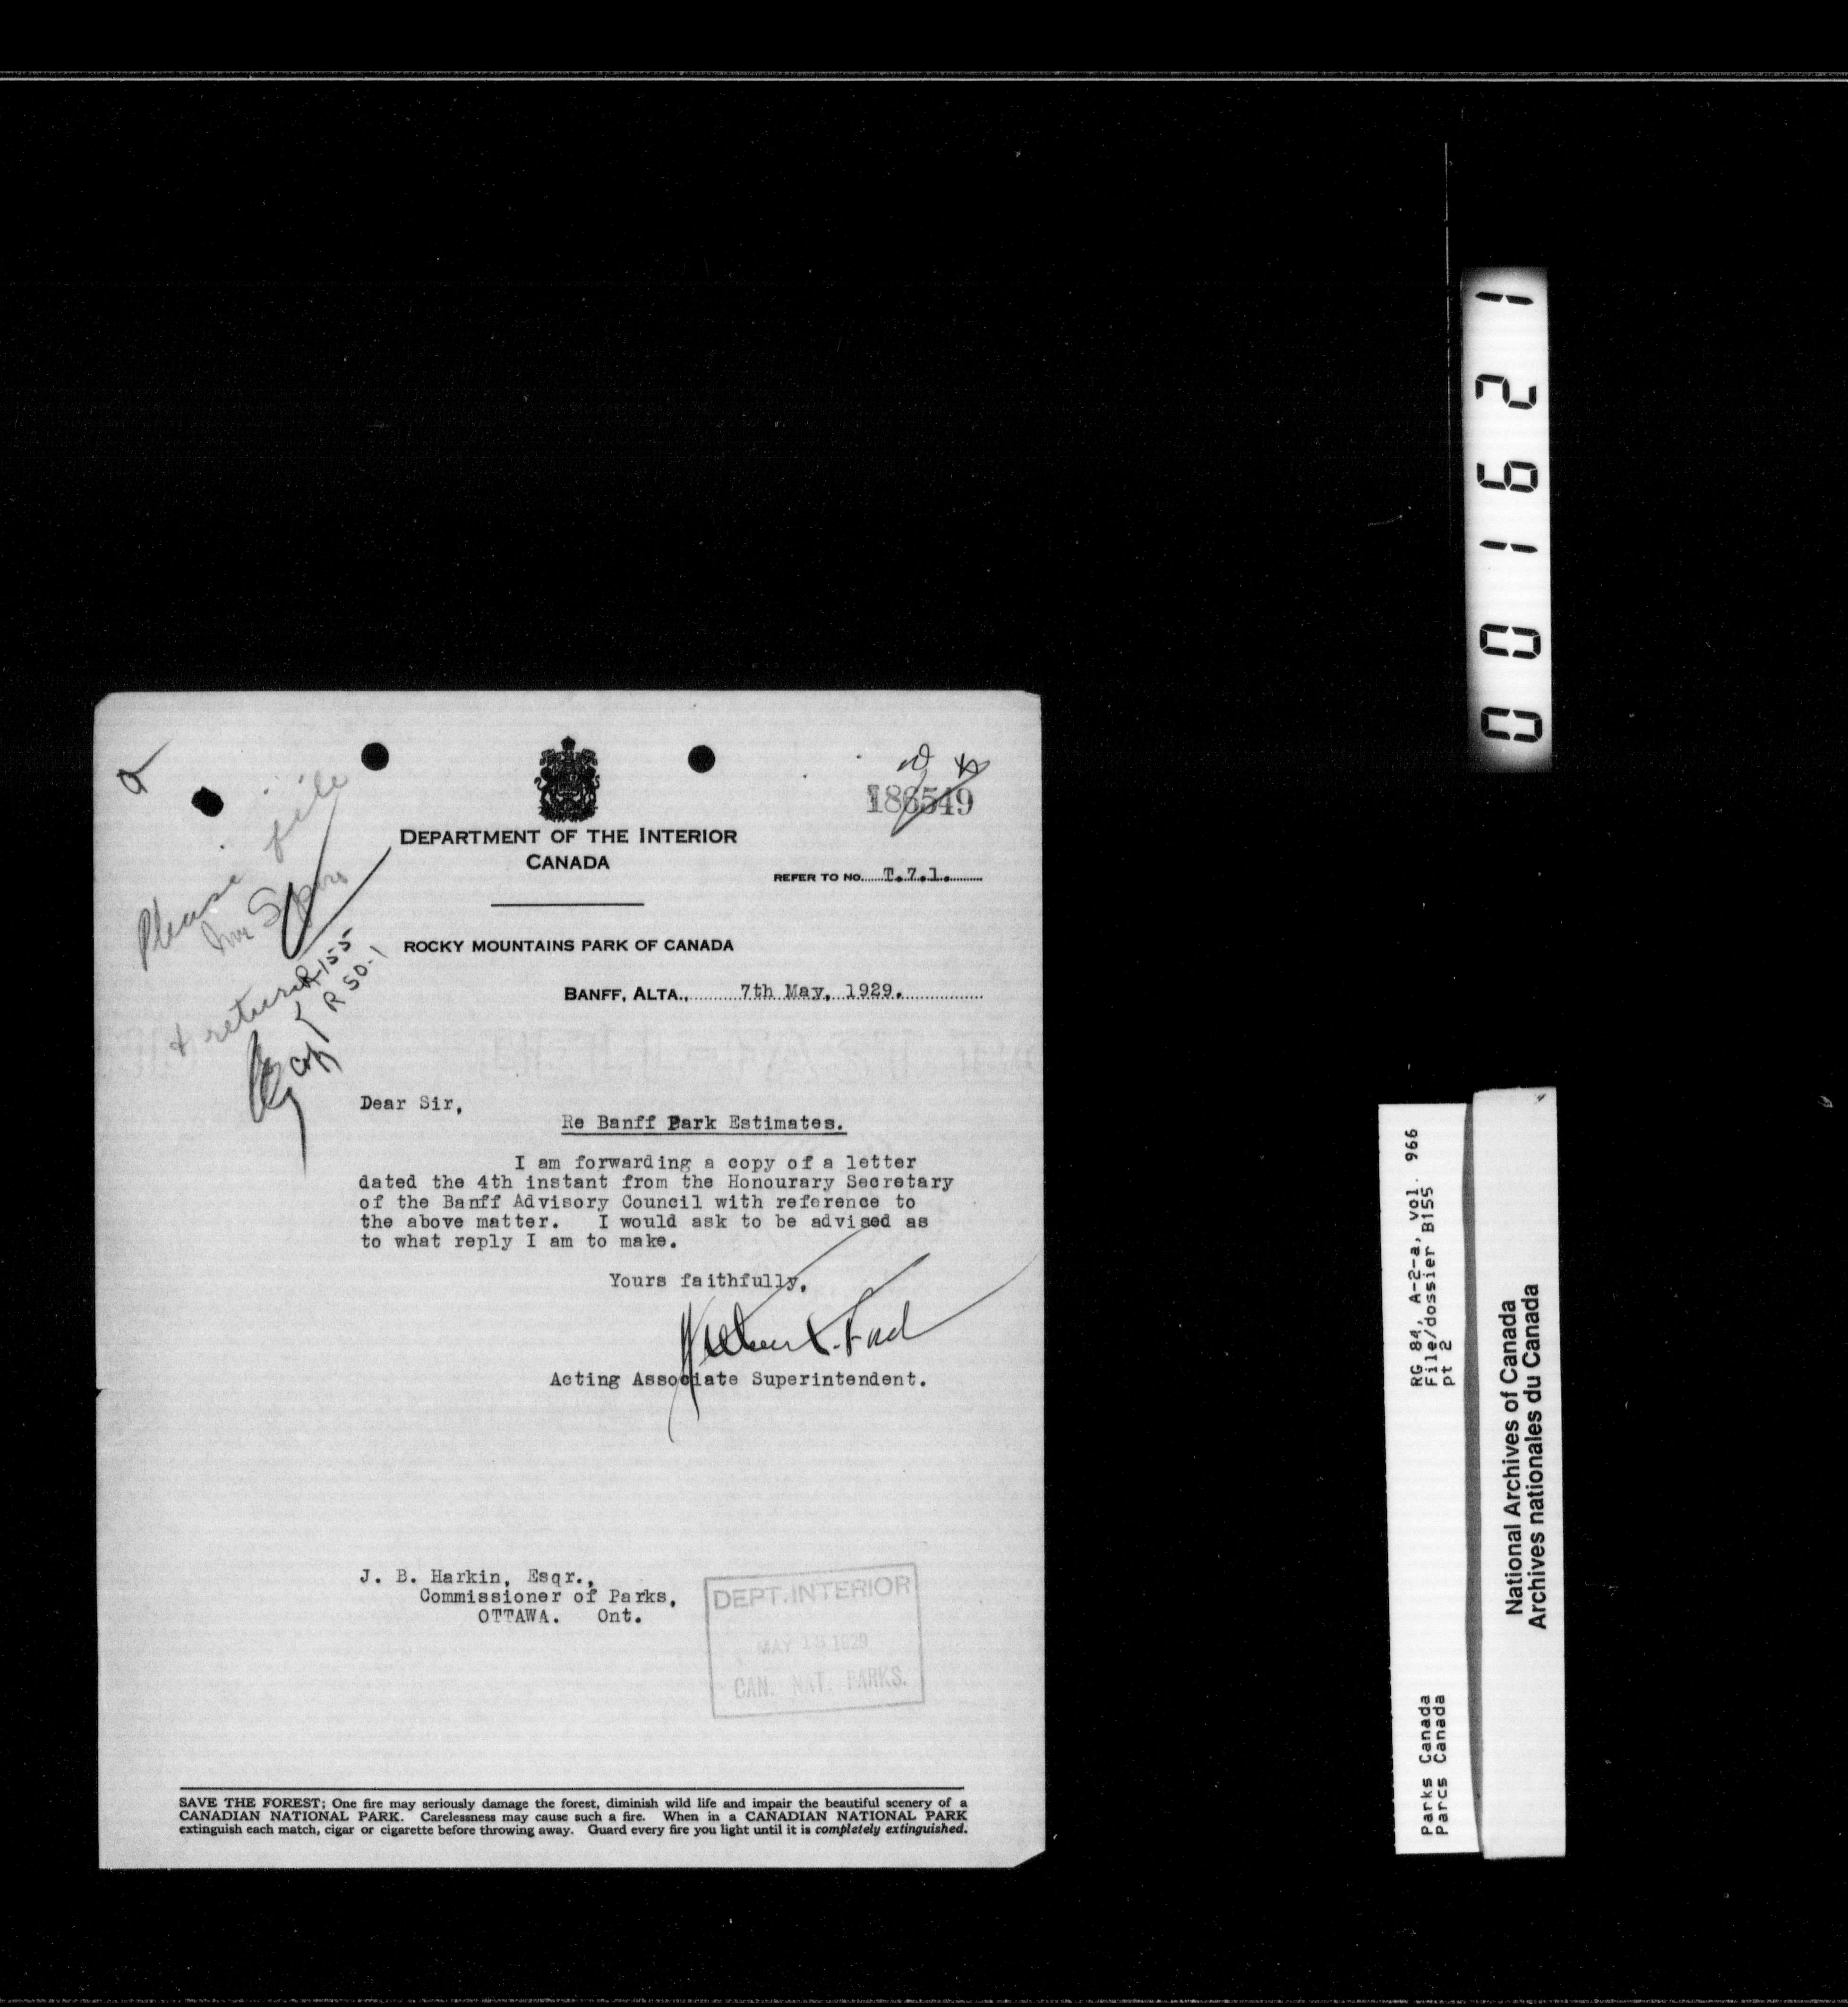 186549
DEPARTMENT OF THE INTERIOR
CANADA
REFER TO NO. T.7.1.
ROCKY MOUNTAINS PARK OF CANADA
BANFF, ALTA., 7th May, 1929.
Please file
& return
R-155
R 50-1
Dear Sir,
Re Banff Park Estimates.
I am forwarding a copy of a letter
dated the 4th instant from the Honourary Secretary
of the Banff Advisory Council with reference to
the above matter. I would ask to be advised as
to what reply I am to make.
Yours faithfully,
Acting Associate Superintendent.
J. B. Harkin, Esqr.,
Commissioner of Parks,
OTTAWA. Ont.
DEPT. INTERIOR
MAY 13 1929
CAN. NAT. PARKS.
SAVE THE FOREST; One fire may seriously damage the forest, diminish wild life and impair the beautiful scenery of a
CANADIAN NATIONAL PARK. Carelessness may cause such a fire. When in a CANADIAN NATIONAL PARK
extinguish each match, cigar or cigarette before throwing away. Guard every fire you light until it is completely extinguished.
001621
RG 84, A-2-a, vol. 966
File/dossier B155
pt 2
Parks Canada
Parcs Canada
National Archives of Canada
Archives nationales du Canada